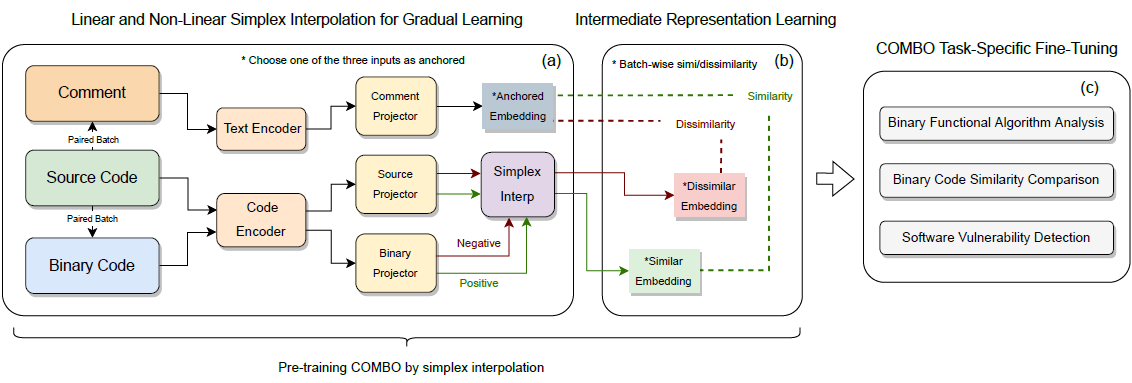 Linear and Non-Linear Simplex Interpolation for Gradual Learning
Intermediate Representation Learning
COMBO Task-Specific Fine-Tuning
* Choose one of the three inputs as anchored
(a)
Comment
Paired Batch
Source Code
Paired Batch
Binary Code
Text Encoder
Code
Encoder
Comment
Projector
Source
Projector
Binary
Projector
*Anchored
Embedding
Simplex
Interp
Negative
Positive
* Batch-wise simi/dissimilarity
(b)
Similarity
Dissimilarity
*Dissimilar
Embedding
*Similar
Embedding
(c)
Binary Functional Algorithm Analysis
Binary Code Similarity Comparison
Software Vulnerability Detection
Pre-training COMBO by simplex interpolation